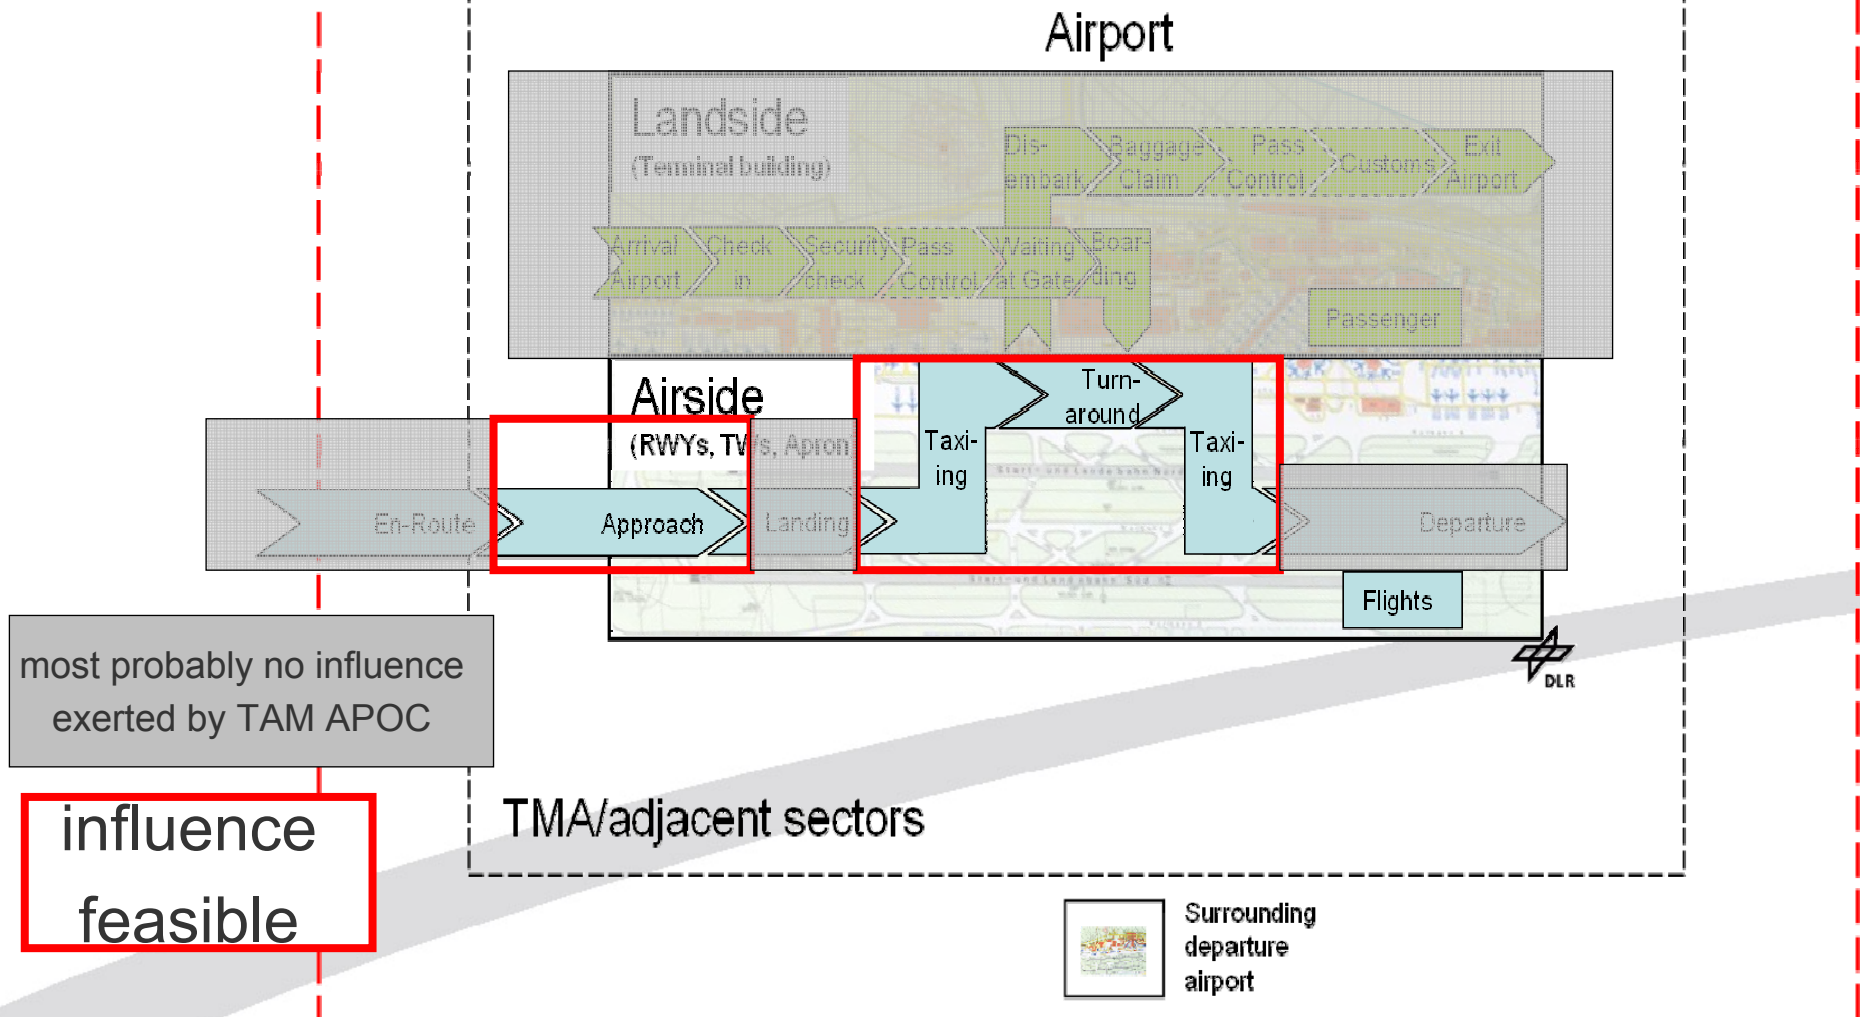 Airport
Landside
(Terminal building)
Dis-
embark
Baggage
Claim
Pass
Control
Customs
Exit
Airport
Arrival
Airport
Check
in
Security
check
Pass
Control
Waiting
at Gate
Boar-
ding
Passenger
Airside
(RWYs, TWs, Apron)
Turn-
around
Taxi-
ing
Taxi-
ing
En-Route
Approach
Landing
Departure
Flights
DLR
most probably no influence
exerted by TAM APOC
influence
feasible
TMA/adjacent sectors
Surrounding
departure
airport